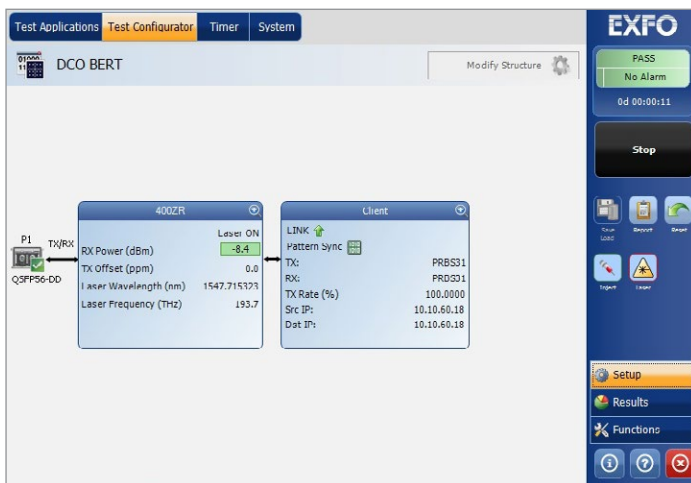 Test Applications Test Configurator Timer System
EXFO
DCO BERT
Modify Structure
PASS
No Alarm
0d 00:00:11
Stop
Save
Load
Report
Reset
Inject
Laser
P1
TX/RX
QSFP56-DD
400ZR
Laser ON
RX Power (dBm) -8.4
TX Offset (ppm) 0.0
Laser Wavelength (nm) 1547.715323
Laser Frequency (THz) 193.7
Client
LINK
Pattern Sync
TX: PRBS31
RX: PRBS31
TX Rate (%) 100.0000
Src IP: 10.10.60.18
Dst IP: 10.10.60.18
Setup
Results
Functions